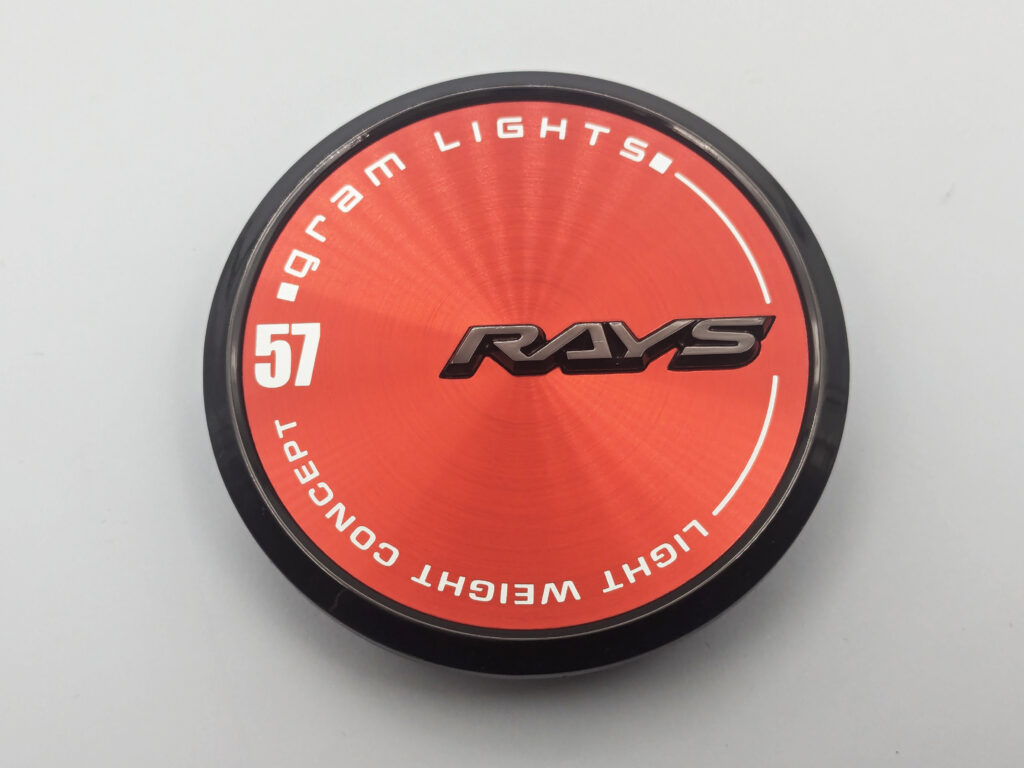 gram LIGHTS
57
RAYS
LIGHT WEIGHT CONCEPT